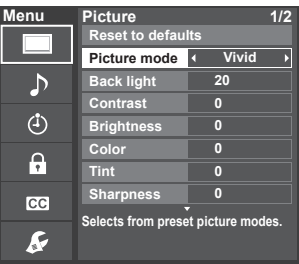 Menu Picture 1/2
Reset to defaults
Picture mode Vivid
Back light 20
Contrast 0
Brightness 0
Color 0
Tint 0
Sharpness 0
CC
Selects from preset picture modes.